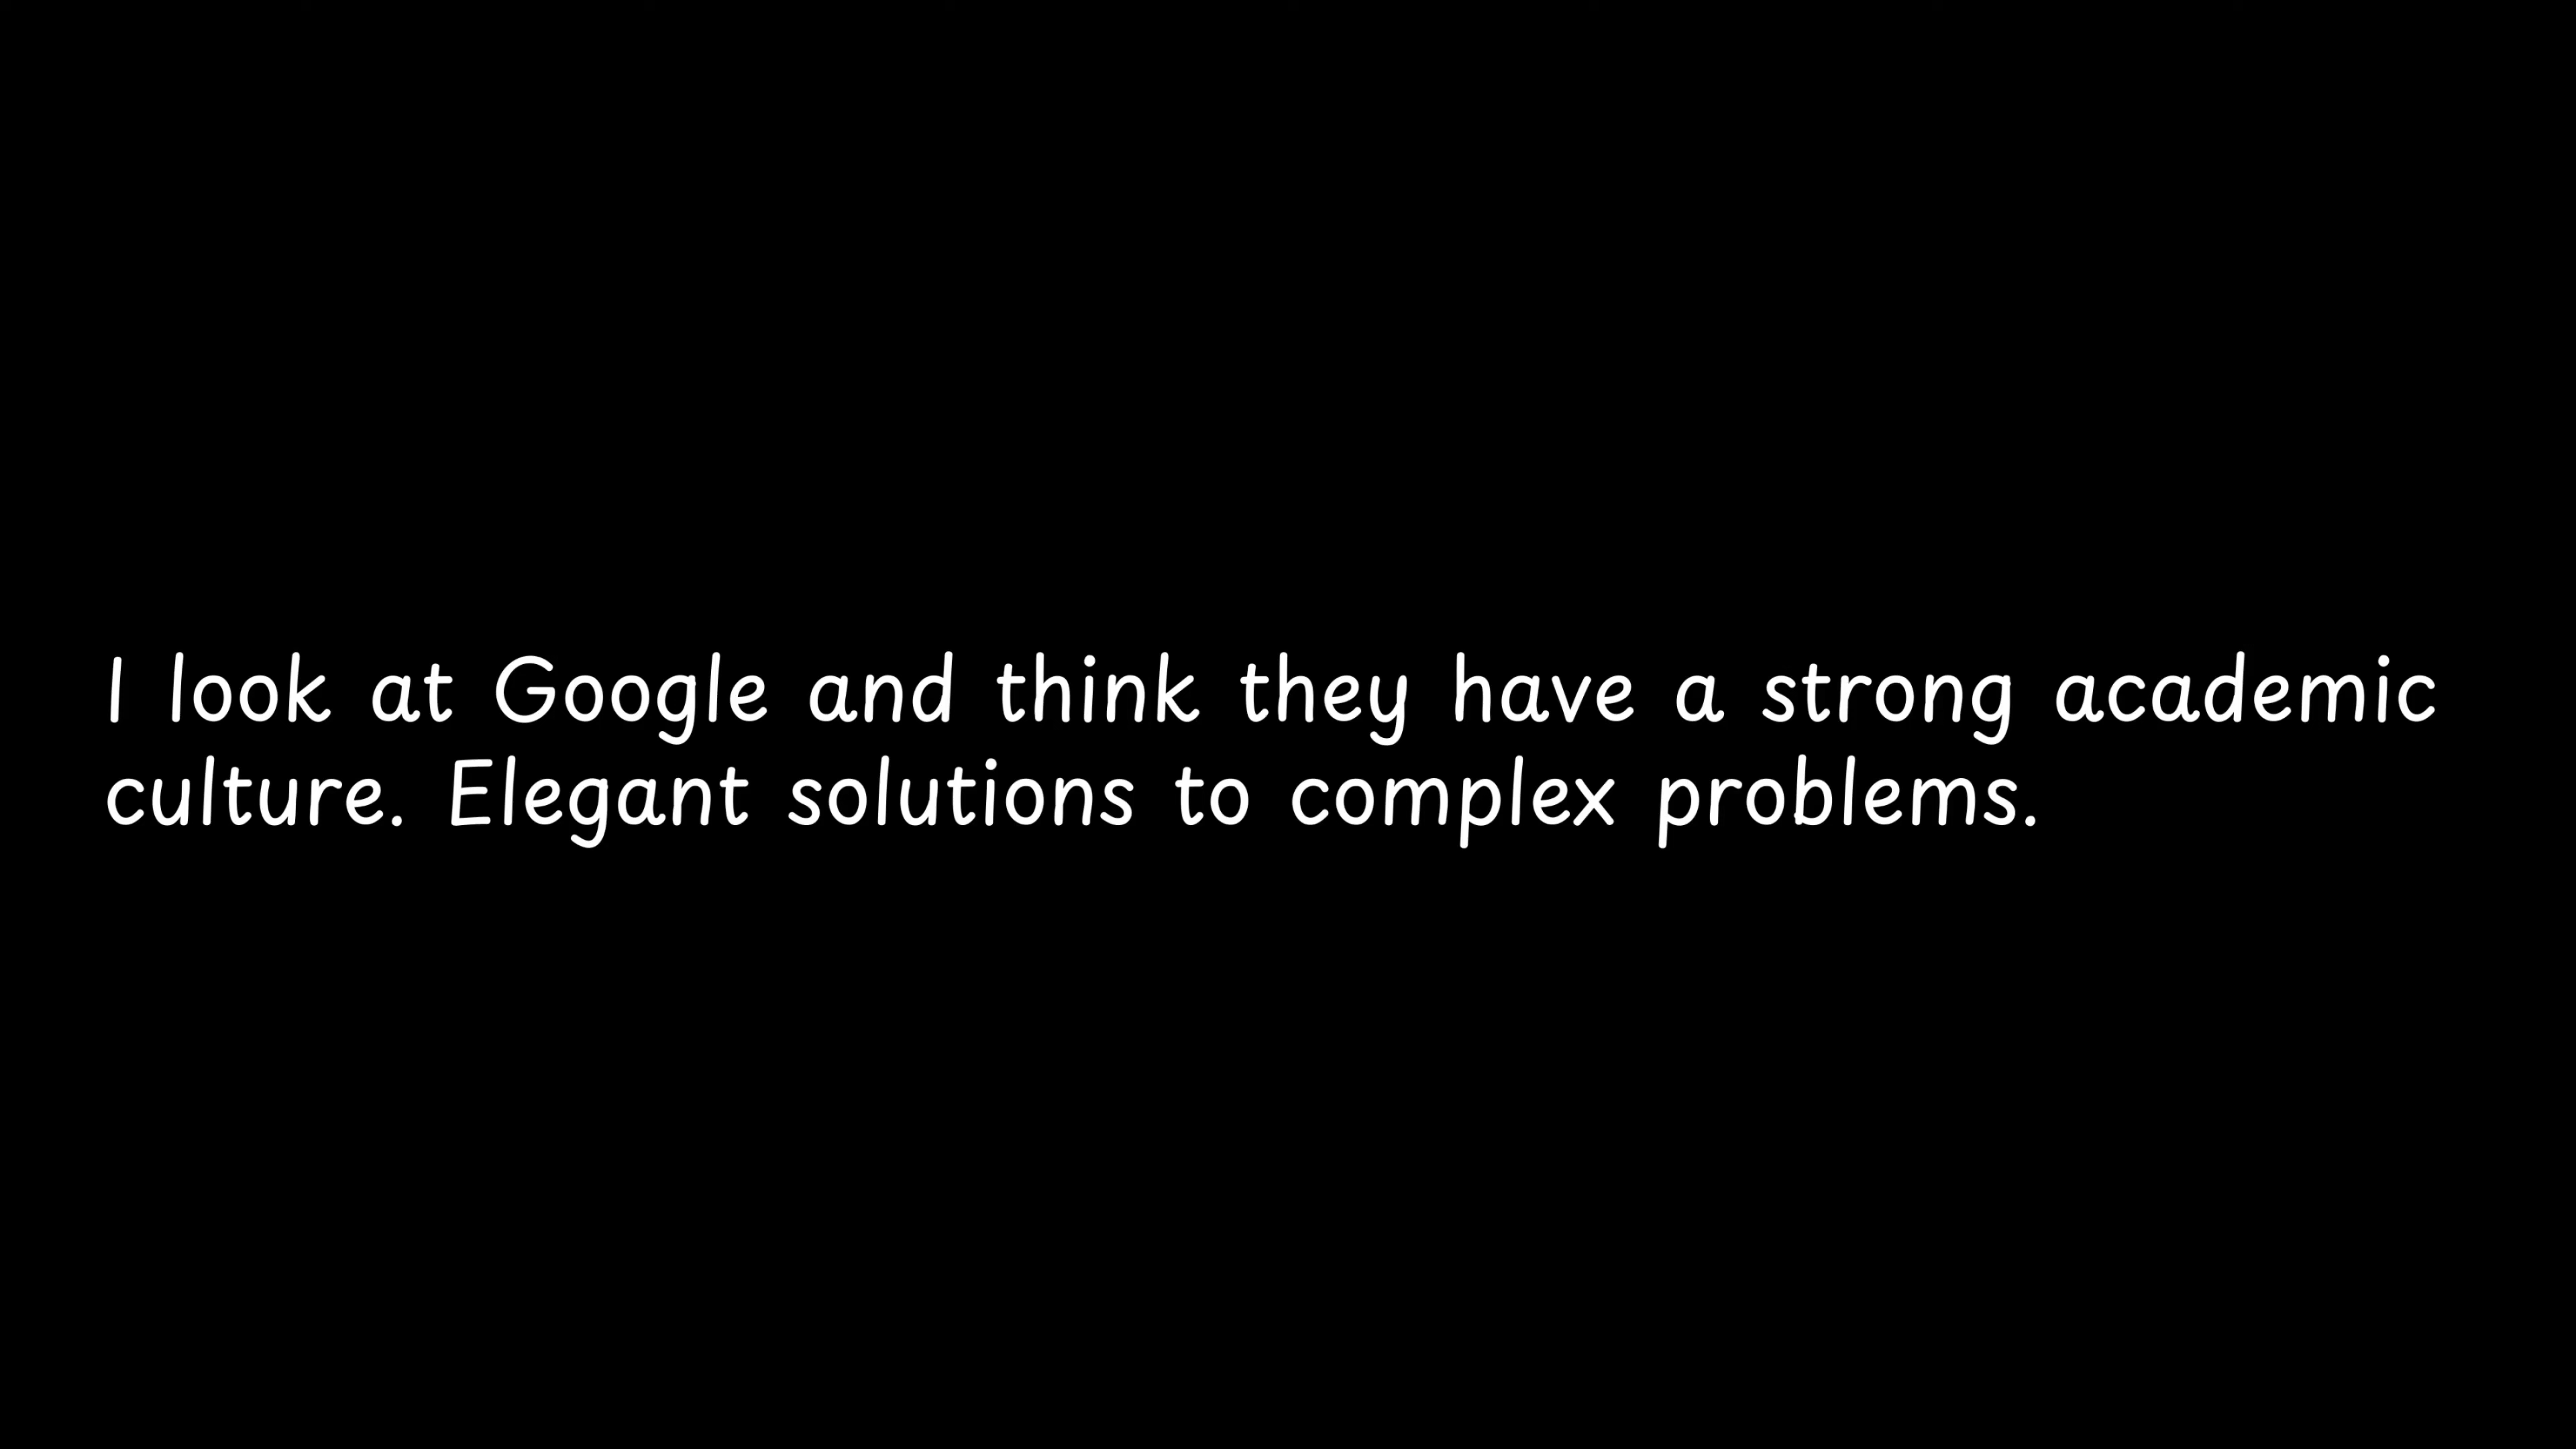 I look at Google and think they have a strong academic
culture. Elegant solutions to complex problems.